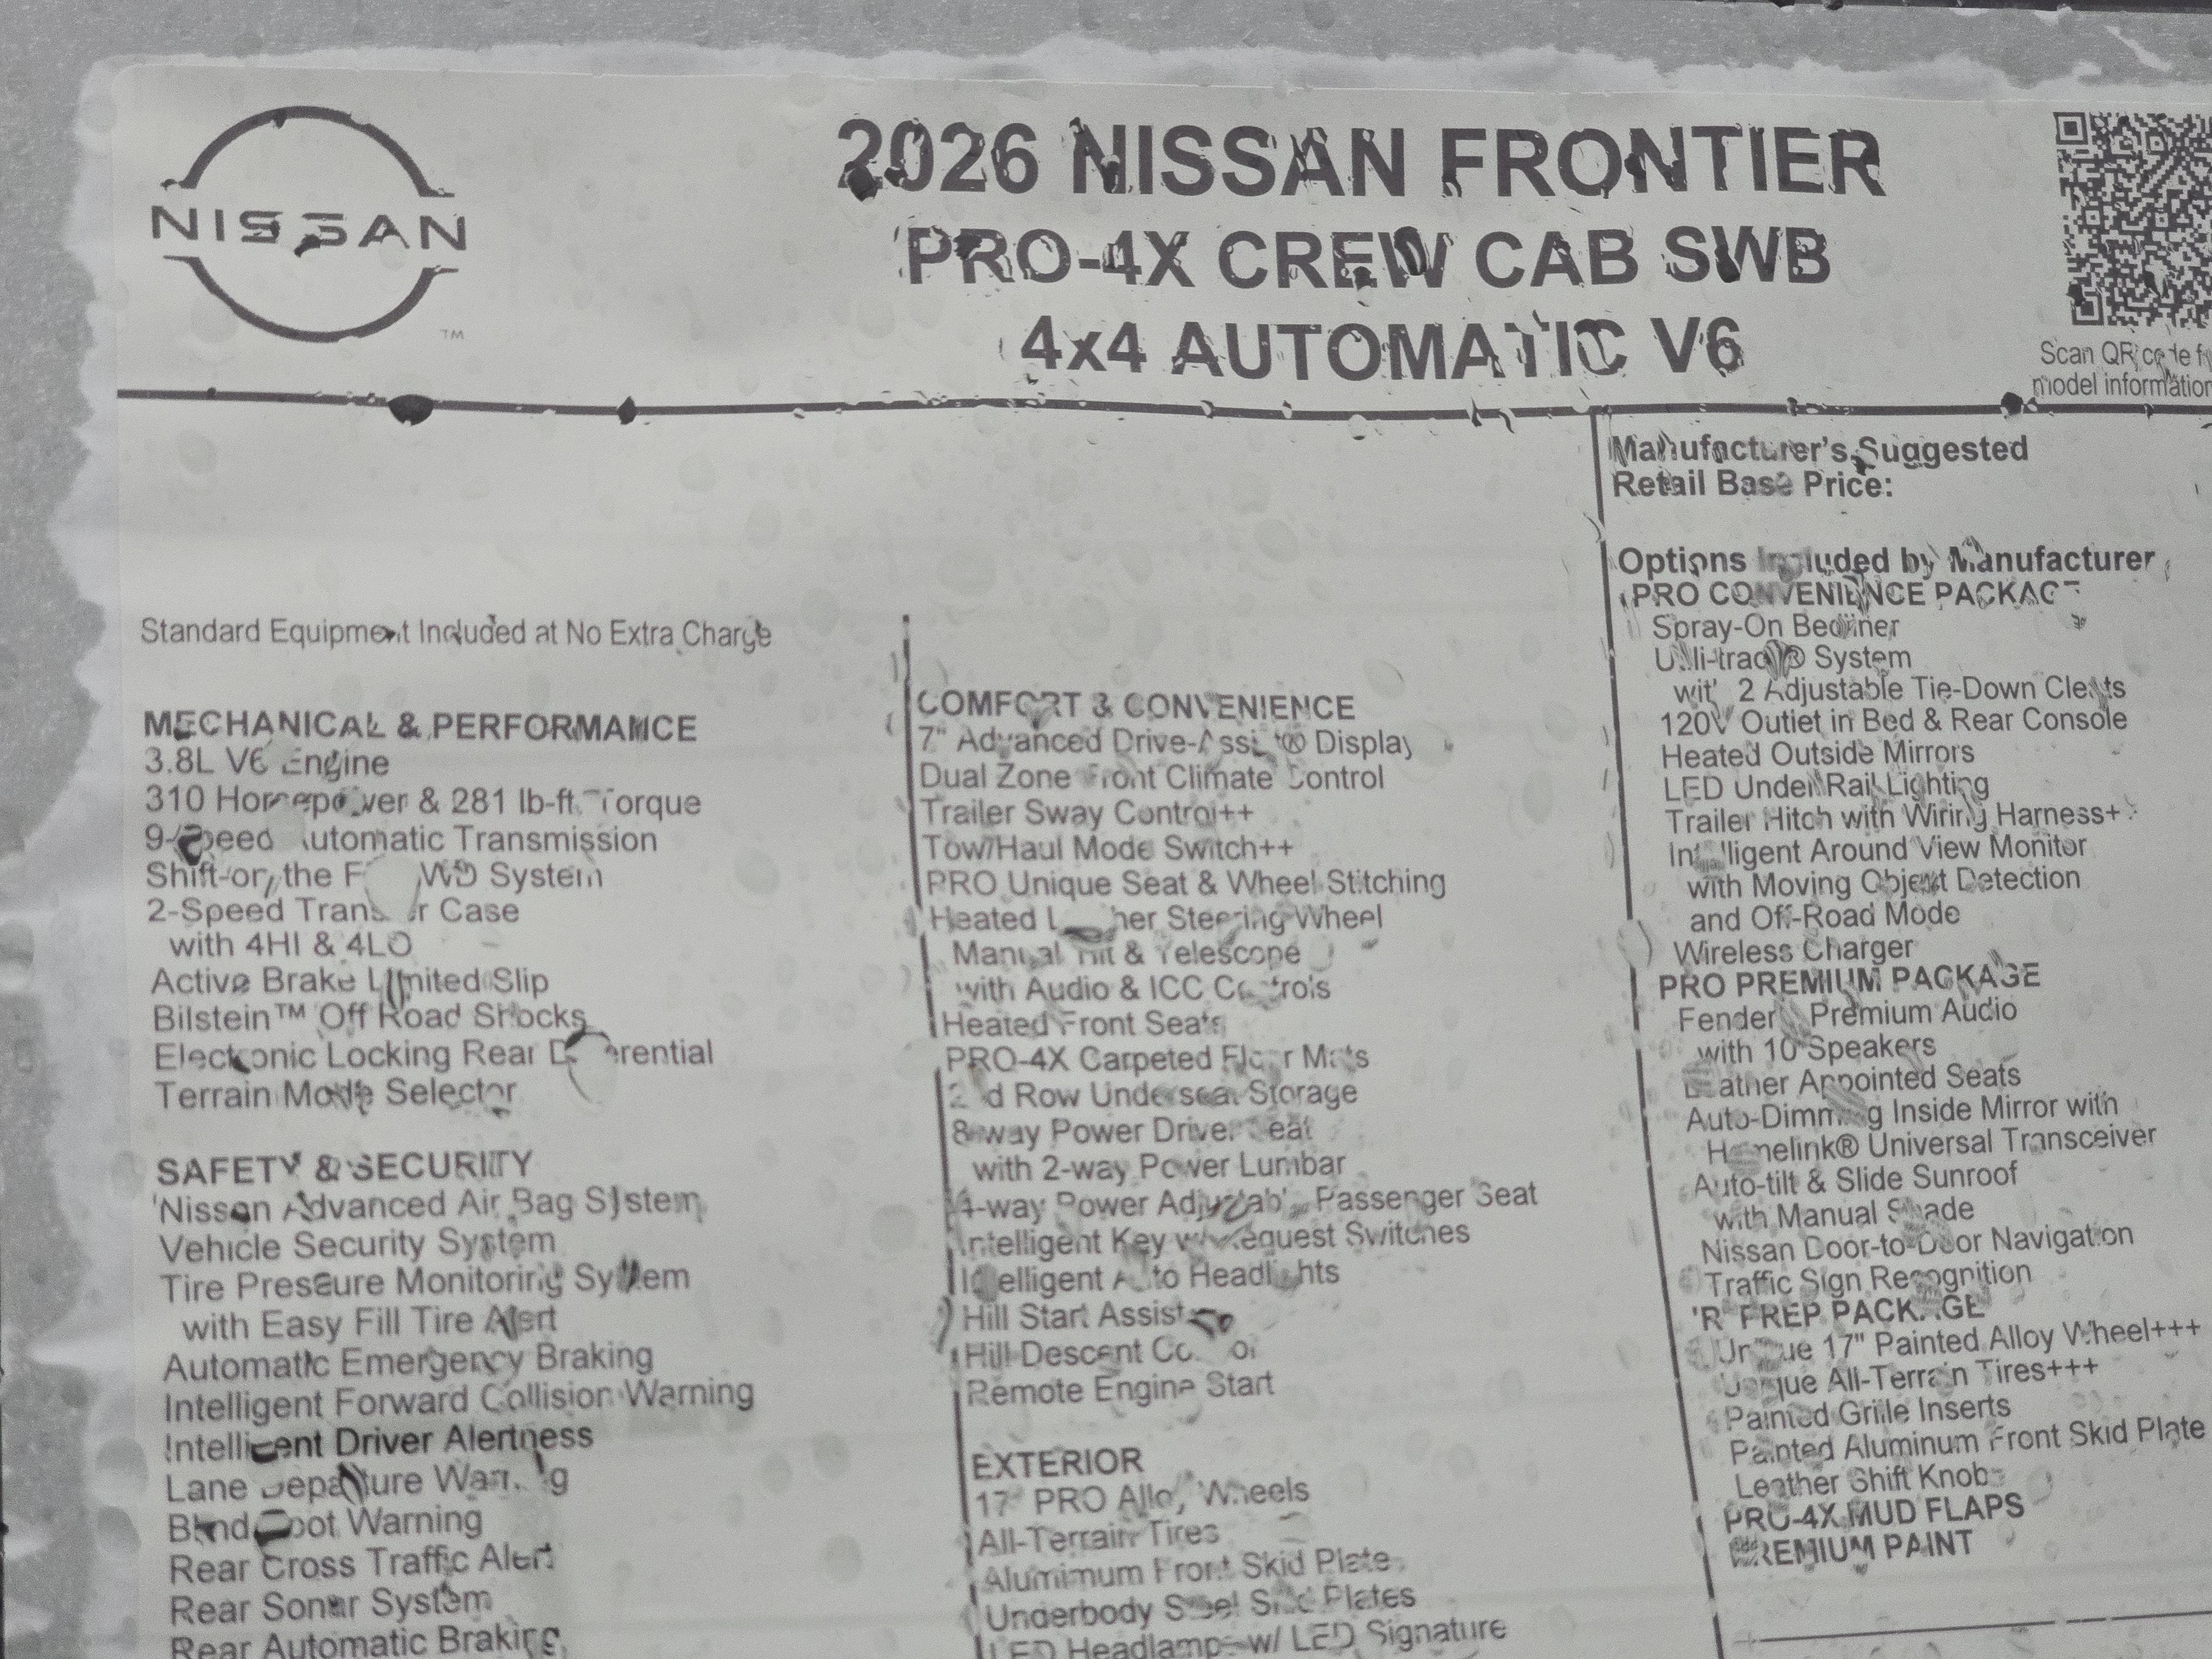 NISSAN
TM
2026 NISSAN FRONTIER
PRO-4X CREW CAB SWB
4x4 AUTOMATIC V6
Scan QR code
model information
Standard Equipment Included at No Extra Charge
MECHANICAL & PERFORMANCE
3.8L V6 Engine
310 Horsepower & 281 lb-ft Torque
9-Speed Automatic Transmission
Shift-on the System
2-Speed Transfer Case
with 4HI & 4LO
Active Brake Limited Slip
Bilstein™ Off Road Shocks
Electronic Locking Rear Differential
Terrain Mode Selector
SAFETY & SECURITY
Nissan Advanced Air Bag System
Vehicle Security System
Tire Pressure Monitoring System
with Easy Fill Tire Alert
Automatic Emergency Braking
Intelligent Forward Collision Warning
Intelligent Driver Alertness
Lane Departure Warning
Blind Spot Warning
Rear Cross Traffic Alert
Rear Sonar System
Rear Automatic Braking
COMFORT & CONVENIENCE
7" Advanced Drive-Assist® Display
Dual Zone Front Climate Control
Trailer Sway Control++
Tow/Haul Mode Switch++
PRO Unique Seat & Wheel Stitching
Heated Leather Steering Wheel
Manual Tilt & Telescope
with Audio & ICC Controls
Heated Front Seats
PRO-4X Carpeted Floor Mats
2nd Row Underseat Storage
8-way Power Driver Seat
with 2-way Power Lumbar
4-way Power Adjustable Passenger Seat
Intelligent Key w/ Request Switches
Intelligent Auto Headlights
Hill Start Assist
Hill Descent Control
Remote Engine Start
EXTERIOR
17" PRO Alloy Wheels
All-Terrain Tires
Alumimum Front Skid Plate
Underbody Steel Skid Plates
LED Headlamps w/ LED Signature
Manufacturer's Suggested
Retail Base Price:
Options Included by Manufacturer
PRO CONVENIENCE PACKAGE
Spray-On Bedliner
Utili-track® System
with 2 Adjustable Tie-Down Cleats
120V Outlet in Bed & Rear Console
Heated Outside Mirrors
LED Under Rail Lighting
Trailer Hitch with Wiring Harness+
Intelligent Around View Monitor
with Moving Object Detection
and Off-Road Mode
Wireless Charger
PRO PREMIUM PACKAGE
Fender Premium Audio
with 10 Speakers
Leather Appointed Seats
Auto-Dimming Inside Mirror with
Homelink® Universal Transceiver
Auto-tilt & Slide Sunroof
with Manual Shade
Nissan Door-to-Door Navigation
Traffic Sign Recognition
'R' PREP PACKAGE
Unique 17" Painted Alloy Wheel+++
Unique All-Terrain Tires+++
Painted Grille Inserts
Painted Aluminum Front Skid Plate
Leather Shift Knob
PRO-4X MUD FLAPS
PREMIUM PAINT